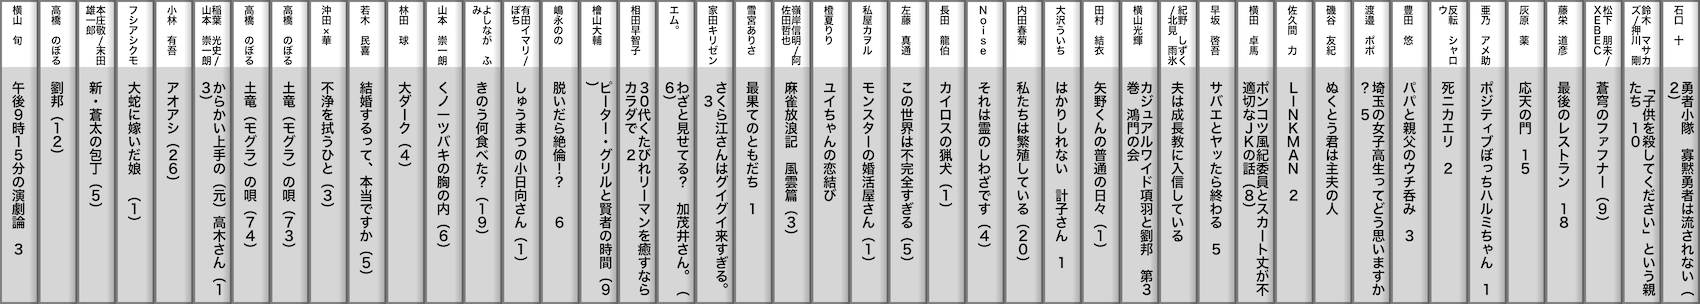 石口　十
勇者小隊　寡黙勇者は流されない（
2）
鈴木　マサカ
ズ/押川　剛
「子供を殺してください」という親
たち　10
松下　朋未/
XEBEC
蒼穹のファフナー（9）
藤栄　道彦
最後のレストラン　18
灰原　薬
応天の門　15
亜乃　アメ助
ポジティブぼっちハルミちゃん　1
反転　シャロ
ウ
死ニカエリ　2
豊田　悠
パパと親父のウチ呑み　3
渡邉　ポポ
埼玉の女子高生ってどう思いますか
？　5
磯谷　友紀
ぬくとう君は主夫の人
佐久間　力
LINKMAN　2
横田　卓馬
ポンコツ風紀委員とスカート丈が不
適切なJKの話（8）
早坂　啓吾
サバエとヤッたら終わる　5
紀野　しずく
/北見　雨氷
夫は成長教に入信している
横山光輝
カジュアルワイド項羽と劉邦　第3
巻　鴻門の会
田村　結衣
矢野くんの普通の日々（1）
大沢ういち
はかりしれない　計子さん　1
内田春菊
私たちは繁殖している（20）
Noise
それは霊のしわざです（4）
長田　龍伯
カイロスの猟犬（1）
左藤　真通
この世界は不完全すぎる（5）
私屋カヲル
モンスターの婚活屋さん（1）
橙夏りり
ユイちゃんの恋結び
嶺岸信明/阿
佐田哲也
麻雀放浪記　風雲篇（3）
雪宮ありさ
最果てのともだち　1
家田キリゼン
さくら江さんはグイグイ来すぎる。
　3
エム。
わざと見せてる？　加茂井さん。（
6）
相田早智子
30代くたびれリーマンを癒すなら
カラダで　2
檜山大輔
ピーター・グリルと賢者の時間（9
）
嶋永のの
脱いだら絶倫！？　6
有田イマリ/
ぽち
しゅうまつの小日向さん（1）
よしなが　ふ
み
きのう何食べた？（19）
山本　崇一朗
くノ一ツバキの胸の内（6）
林田　球
大ダーク（4）
若木　民喜
結婚するって、本当ですか（5）
沖田×華
不浄を拭うひと（3）
高橋　のぼる
土竜（モグラ）の唄（73）
高橋　のぼる
土竜（モグラ）の唄（74）
稲葉　光史/
山本　崇一朗
からかい上手の（元）高木さん（1
3）
小林　有吾
アオアシ（26）
フシアシクモ
大蛇に嫁いだ娘　（1）
本庄敬/末田
雄一郎
新・蒼太の包丁（5）
高橋　のぼる
劉邦（12）
横山　旬
午後9時15分の演劇論　3